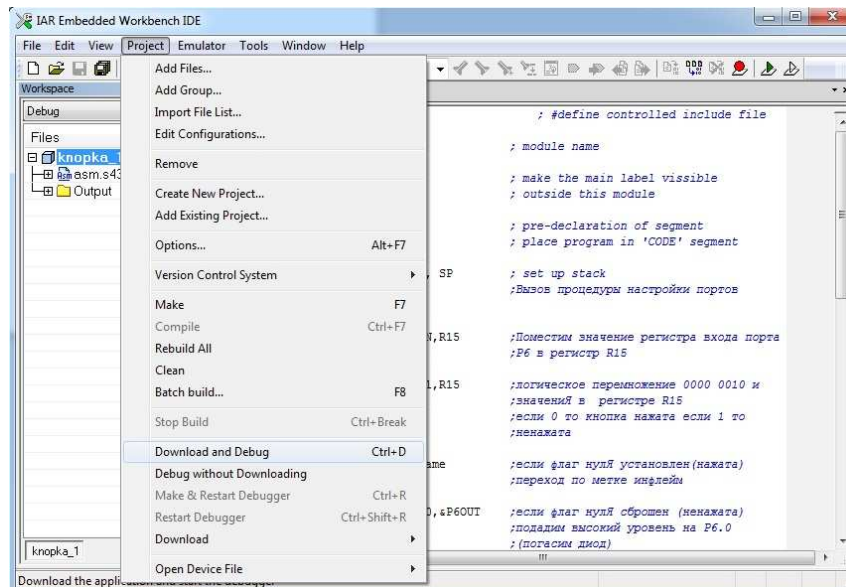 IAR Embedded Workbench IDE
File Edit View Project Emulator Tools Window Help
Workspace
Debug
Files
knopka_1
asm.s43
Output
knopka_1
Add Files...
Add Group...
Import File List...
Edit Configurations...
Remove
Create New Project...
Add Existing Project...
Options... Alt+F7
Version Control System
Make F7
Compile Ctrl+F7
Rebuild All
Clean
Batch build... F8
Stop Build Ctrl+Break
Download and Debug Ctrl+D
Debug without Downloading
Make & Restart Debugger Ctrl+R
Restart Debugger Ctrl+Shift+R
Download
Open Device File
; #define controlled include file
; module name
; make the main label vissible
; outside this module
; pre-declaration of segment
; place program in 'CODE' segment
, SP ; set up stack
;Вызов процедуры настройки портов
N,R15 ;Поместим значение регистра входа порта
;P6 в регистр R15
1,R15 ;логическое перемножение 0000 0010 и
;значениЯ в регистре R15
;если 0 то кнопка нажата если 1 то
;ненажата
ame ;если флаг нулЯ установлен(нажата)
;переход по метке инфлейм
0,&P6OUT ;если флаг нулЯ сброшен (ненажата)
;подадим высокий уровень на P6.0
;(погасим диод)
Download the application and start the debugger